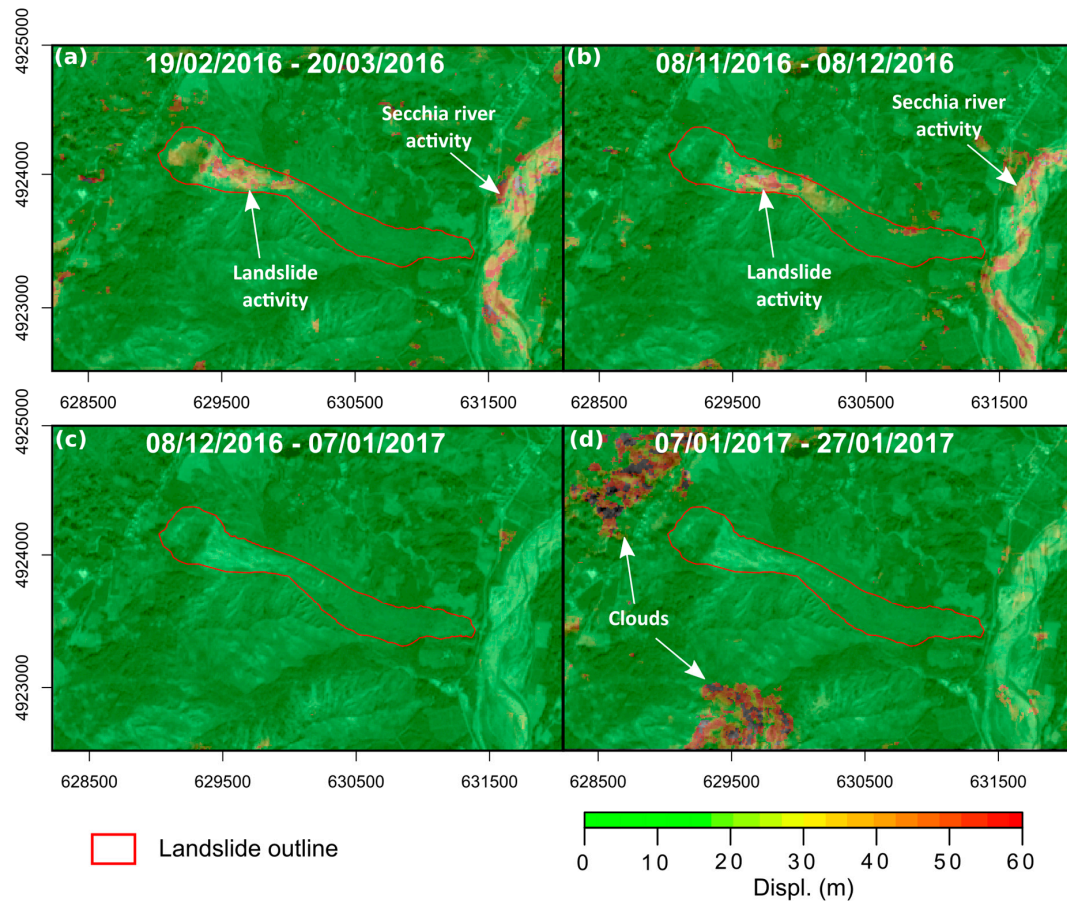 (a) 19/02/2016 - 20/03/2016
(b) 08/11/2016 - 08/12/2016
4925000
4924000
4923000
Secchia river
activity
Landslide
activity
Secchia river
activity
Landslide
activity
628500 629500 630500 631500
628500 629500 630500 631500
(c) 08/12/2016 - 07/01/2017
(d) 07/01/2017 - 27/01/2017
4925000
4924000
4923000
Clouds
628500 629500 630500 631500
628500 629500 630500 631500
Landslide outline
0 10 20 30 40 50 60
Displ. (m)